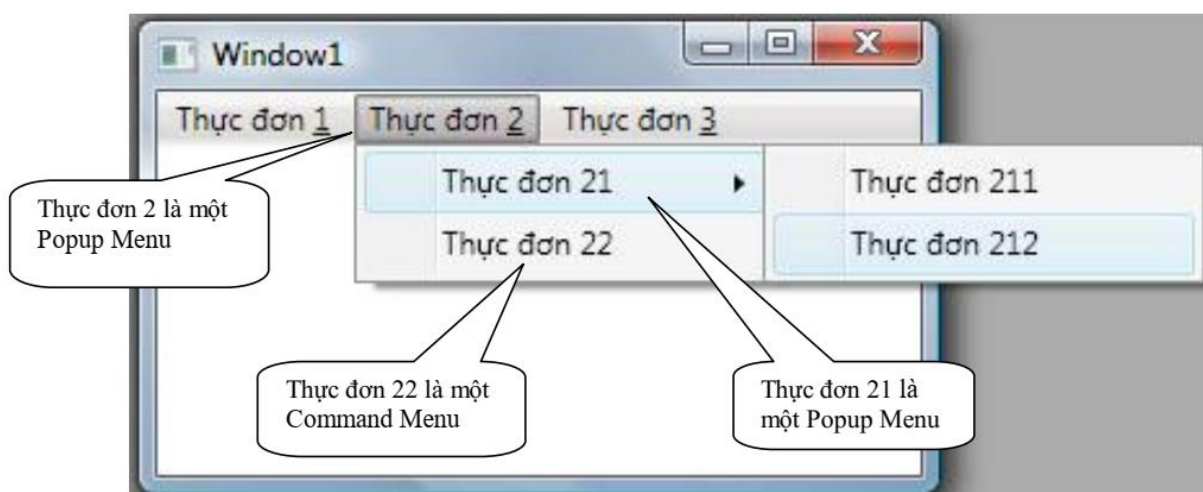 Window1
Thực đơn 1 Thực đơn 2 Thực đơn 3
Thực đơn 21
Thực đơn 22
Thực đơn 211
Thực đơn 212
Thực đơn 2 là một
Popup Menu
Thực đơn 22 là một
Command Menu
Thực đơn 21 là
một Popup Menu